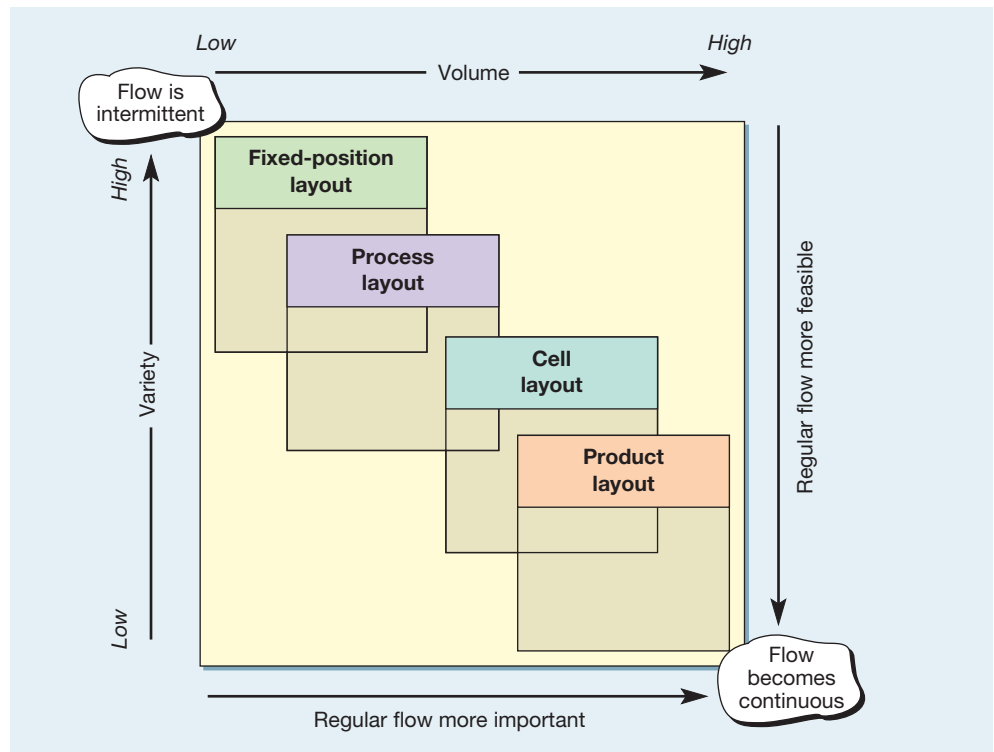 Low
High
Volume
Flow is
intermittent
High
Variety
Low
Fixed-position
layout
Process
layout
Cell
layout
Product
layout
Regular flow more feasible
Flow
becomes
continuous
Regular flow more important